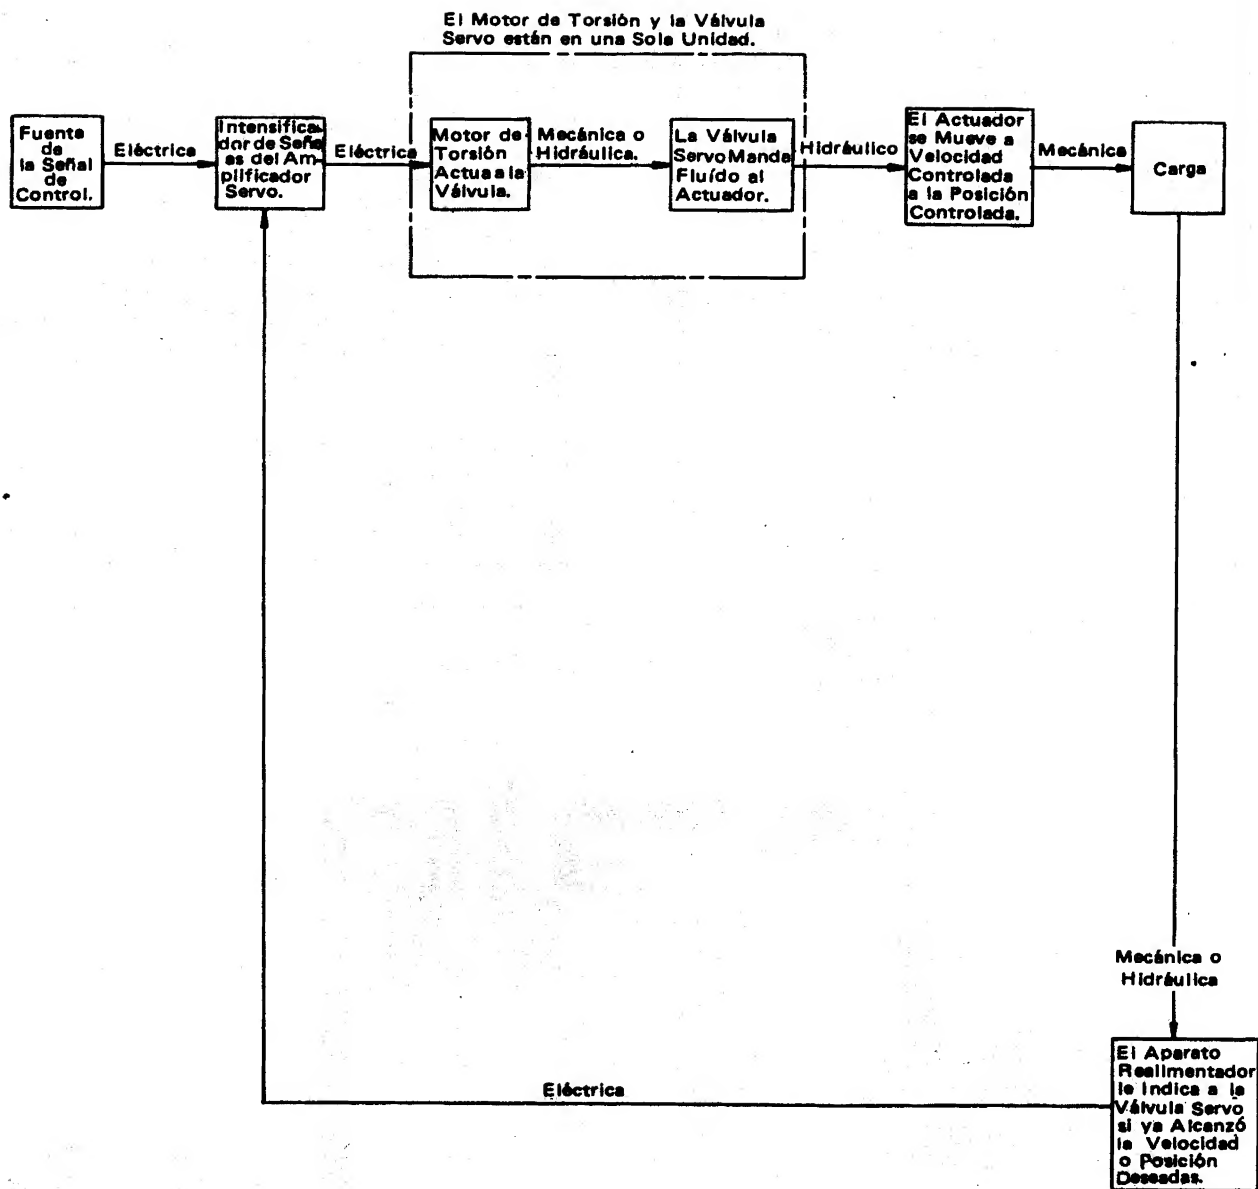 El Motor de Torsión y la Válvula
Servo están en una Sola Unidad.
Fuente
de
la Señal
de
Control.
Eléctrica
Intensifica-
dor de Seña
es del Am-
plificador
Servo.
Eléctrica
Motor de
Torsión
Actua a la
Válvula.
Mecánica o
Hidráulica.
La Válvula
Servo Manda
Fluído al
Actuador.
Hidráulico
El Actuador
se Mueve a
Velocidad
Controlada
a la Posición
Controlada.
Mecánica
Carga
Mecánica o
Hidráulica
El Aparato
Realimentador
le Indica a la
Válvula Servo
si ya Alcanzó
la Velocidad
o Posición
Deseadas.
Eléctrica